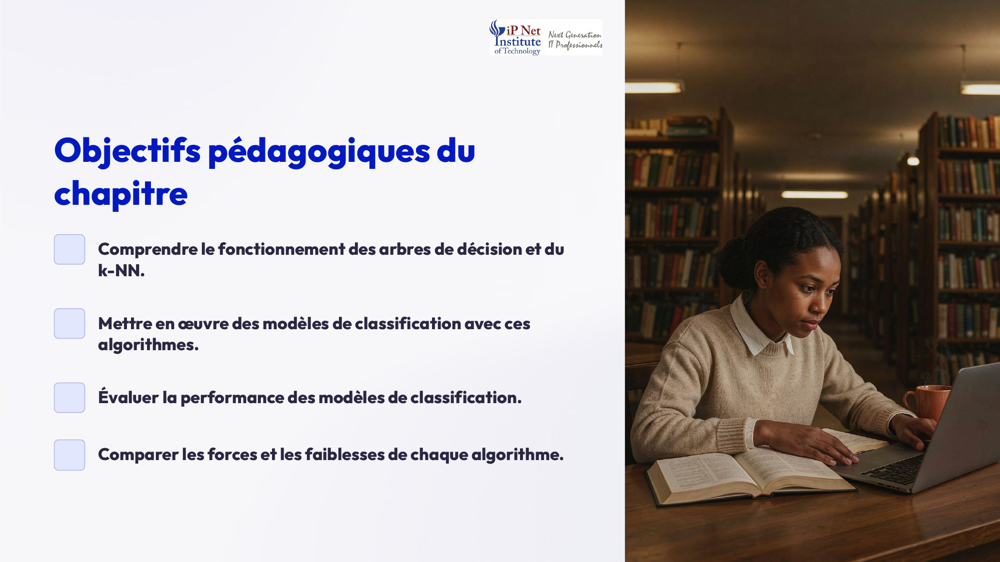 iP Net
Institute
of Technology
Next Generation
IT Professionnels
Objectifs pédagogiques du
chapitre
Comprendre le fonctionnement des arbres de décision et du
k-NN.
Mettre en œuvre des modèles de classification avec ces
algorithmes.
Évaluer la performance des modèles de classification.
Comparer les forces et les faiblesses de chaque algorithme.